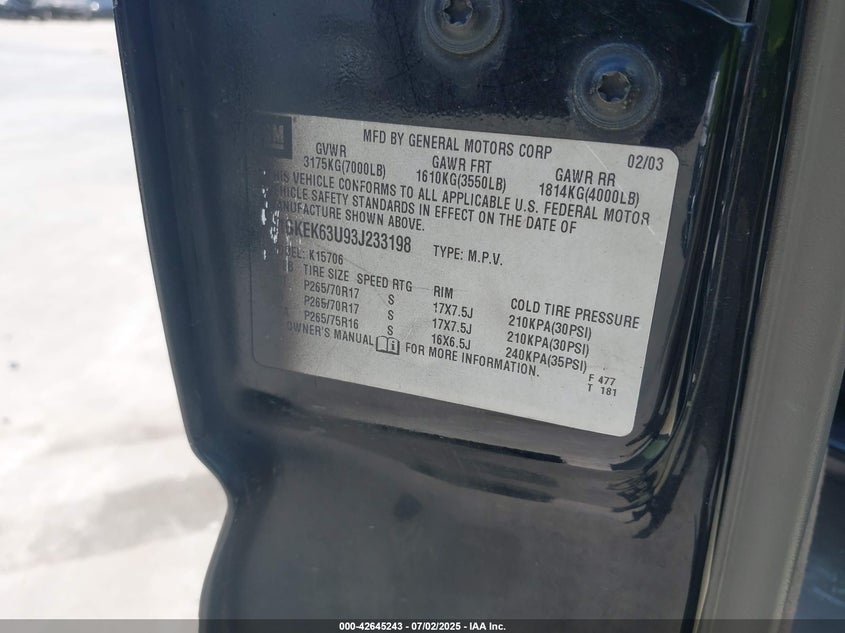 GM
MFD BY GENERAL MOTORS CORP 02/03
GVWR GAWR FRT GAWR RR
3175KG(7000LB) 1610KG(3550LB) 1814KG(4000LB)
THIS VEHICLE CONFORMS TO ALL APPLICABLE U.S. FEDERAL MOTOR
VEHICLE SAFETY STANDARDS IN EFFECT ON THE DATE OF
MANUFACTURE SHOWN ABOVE.
GKEK63U93J233198 TYPE: M.P.V.
K15706
TIRE SIZE SPEED RTG RIM COLD TIRE PRESSURE
P265/70R17 S 17X7.5J 210KPA(30PSI)
P265/70R17 S 17X7.5J 210KPA(30PSI)
P265/75R16 S 16X6.5J 240KPA(35PSI)
OWNER'S MANUAL FOR MORE INFORMATION.
F 477
T 181
000-42645243 / 07/02/2025 - IAA Inc.